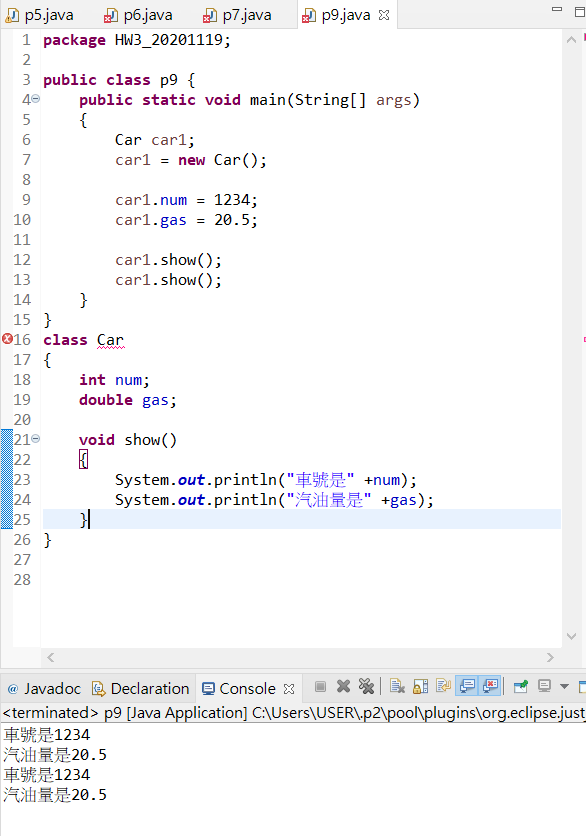 p5.java p6.java p7.java p9.java
1 package HW3_20201119;
2
3 public class p9 {
4 public static void main(String[] args)
5 {
6 Car car1;
7 car1 = new Car();
8
9 car1.num = 1234;
10 car1.gas = 20.5;
11
12 car1.show();
13 car1.show();
14 }
15 }
16 class Car
17 {
18 int num;
19 double gas;
20
21 void show()
22 {
23 System.out.println("車號是" +num);
24 System.out.println("汽油量是" +gas);
25 }
26 }
27
28
@ Javadoc Declaration Console
<terminated> p9 [Java Application] C:\Users\USER\.p2\pool\plugins\org.eclipse.just
車號是1234
汽油量是20.5
車號是1234
汽油量是20.5